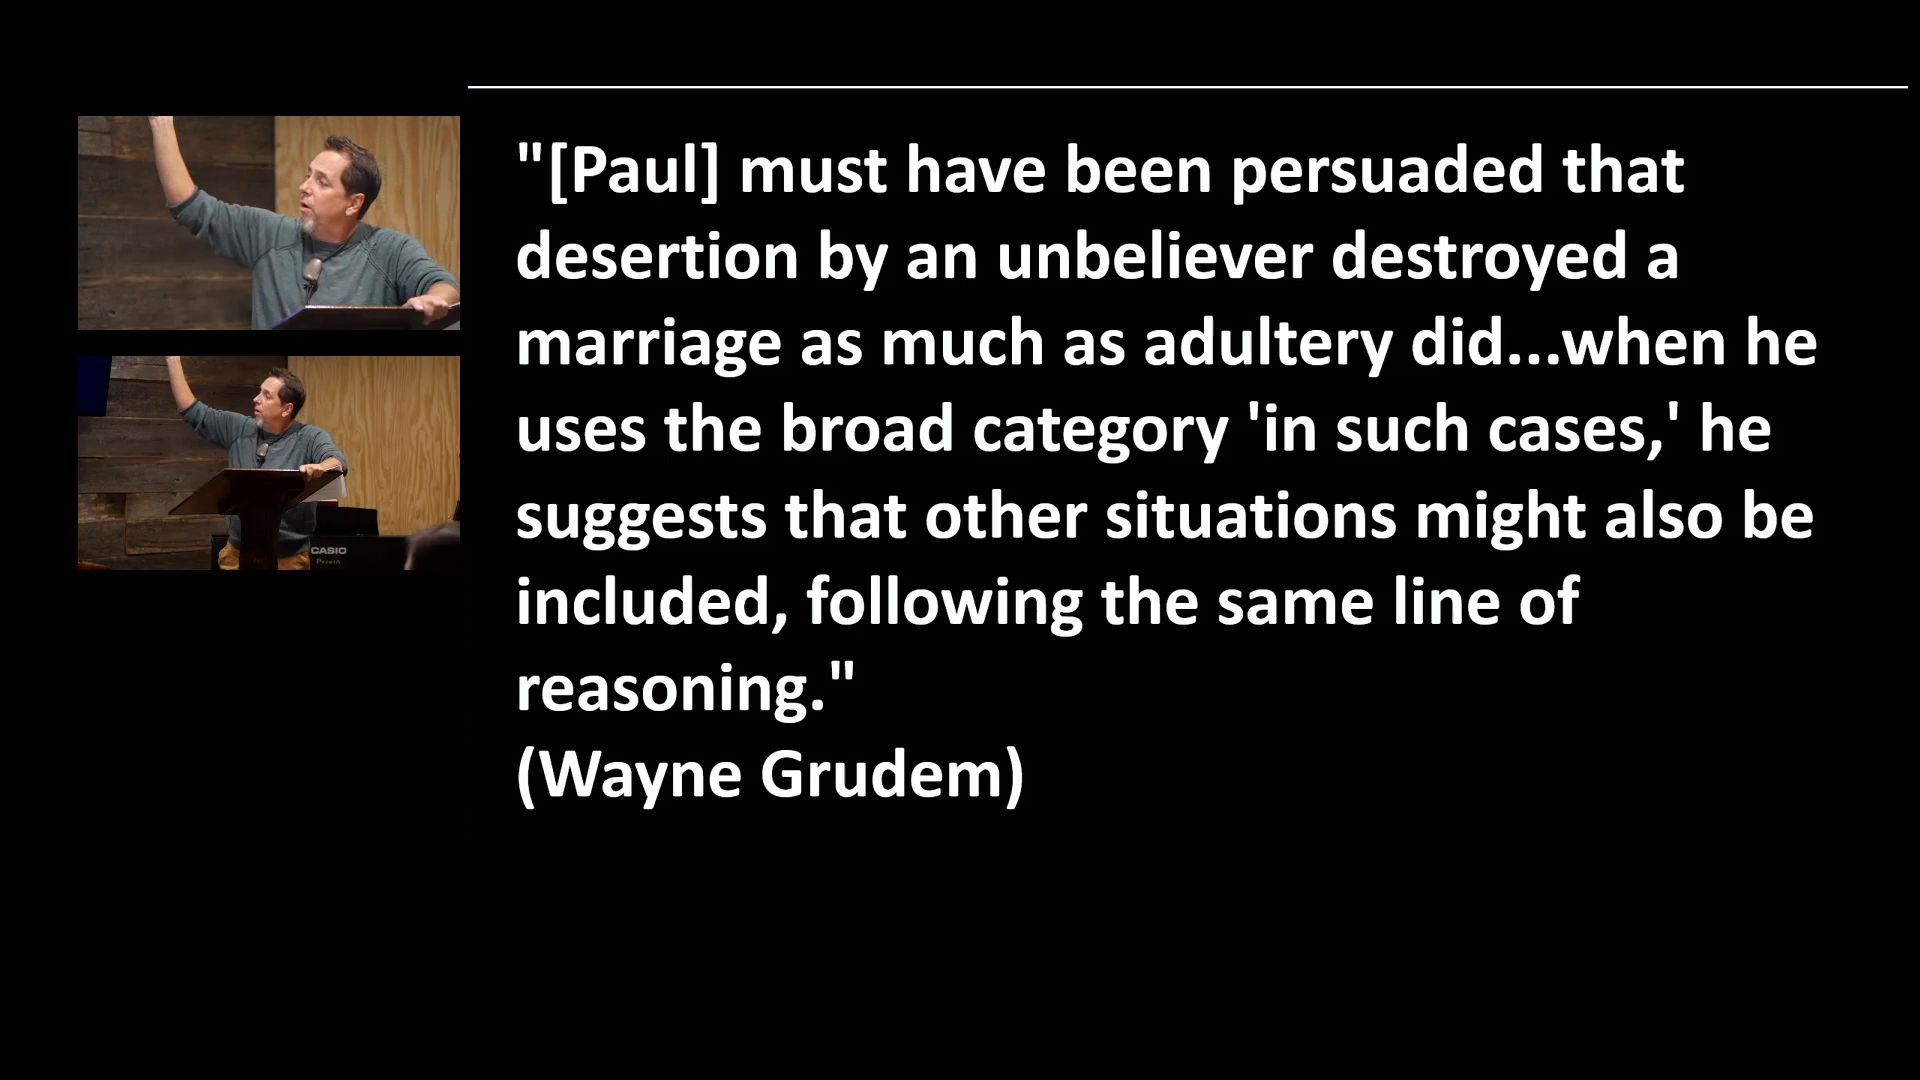 "[Paul] must have been persuaded that
desertion by an unbeliever destroyed a
marriage as much as adultery did...when he
uses the broad category 'in such cases,' he
suggests that other situations might also be
included, following the same line of
reasoning."
(Wayne Grudem)
CASIO
Privia